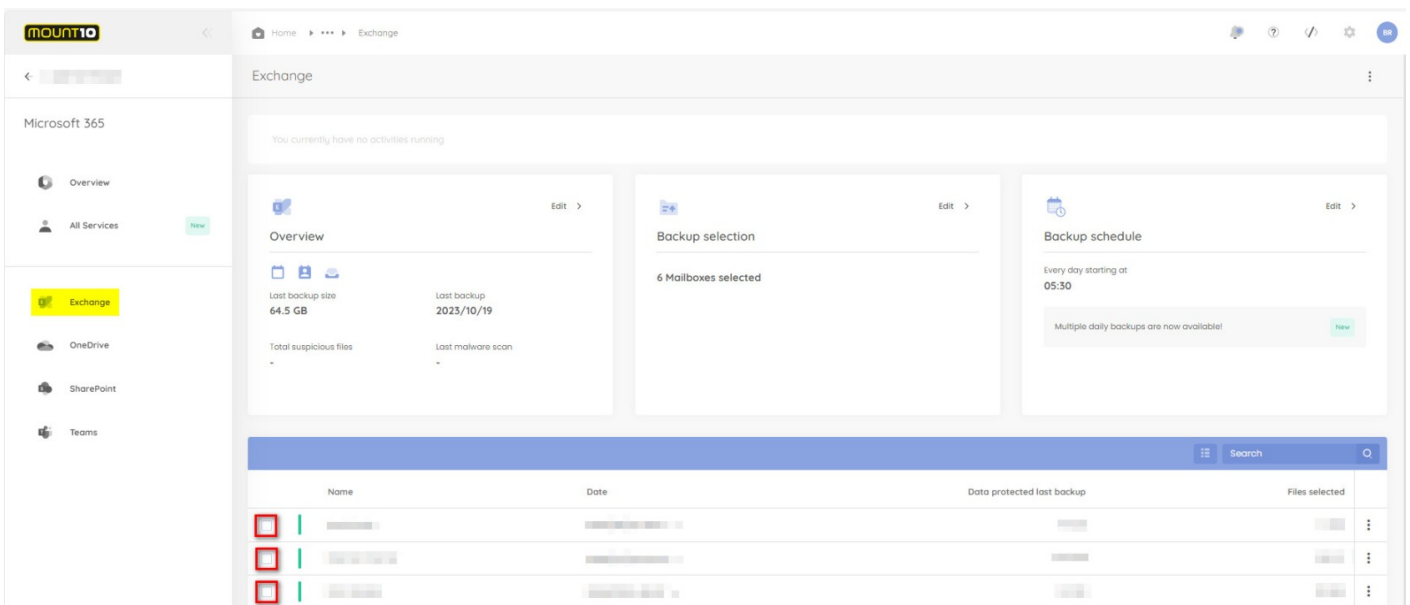 MOUNT10
Home ••• Exchange
BR
Exchange
Microsoft 365
You currently have no activities running
Overview
All Services New
Exchange
OneDrive
SharePoint
Teams
Edit >
Overview
Last backup size Last backup
64.5 GB 2023/10/19
Total suspicious files Last malware scan
- -
Edit >
Backup selection
6 Mailboxes selected
Edit >
Backup schedule
Every day starting at
05:30
Multiple daily backups are now available! New
Search
Name Date Data protected last backup Files selected